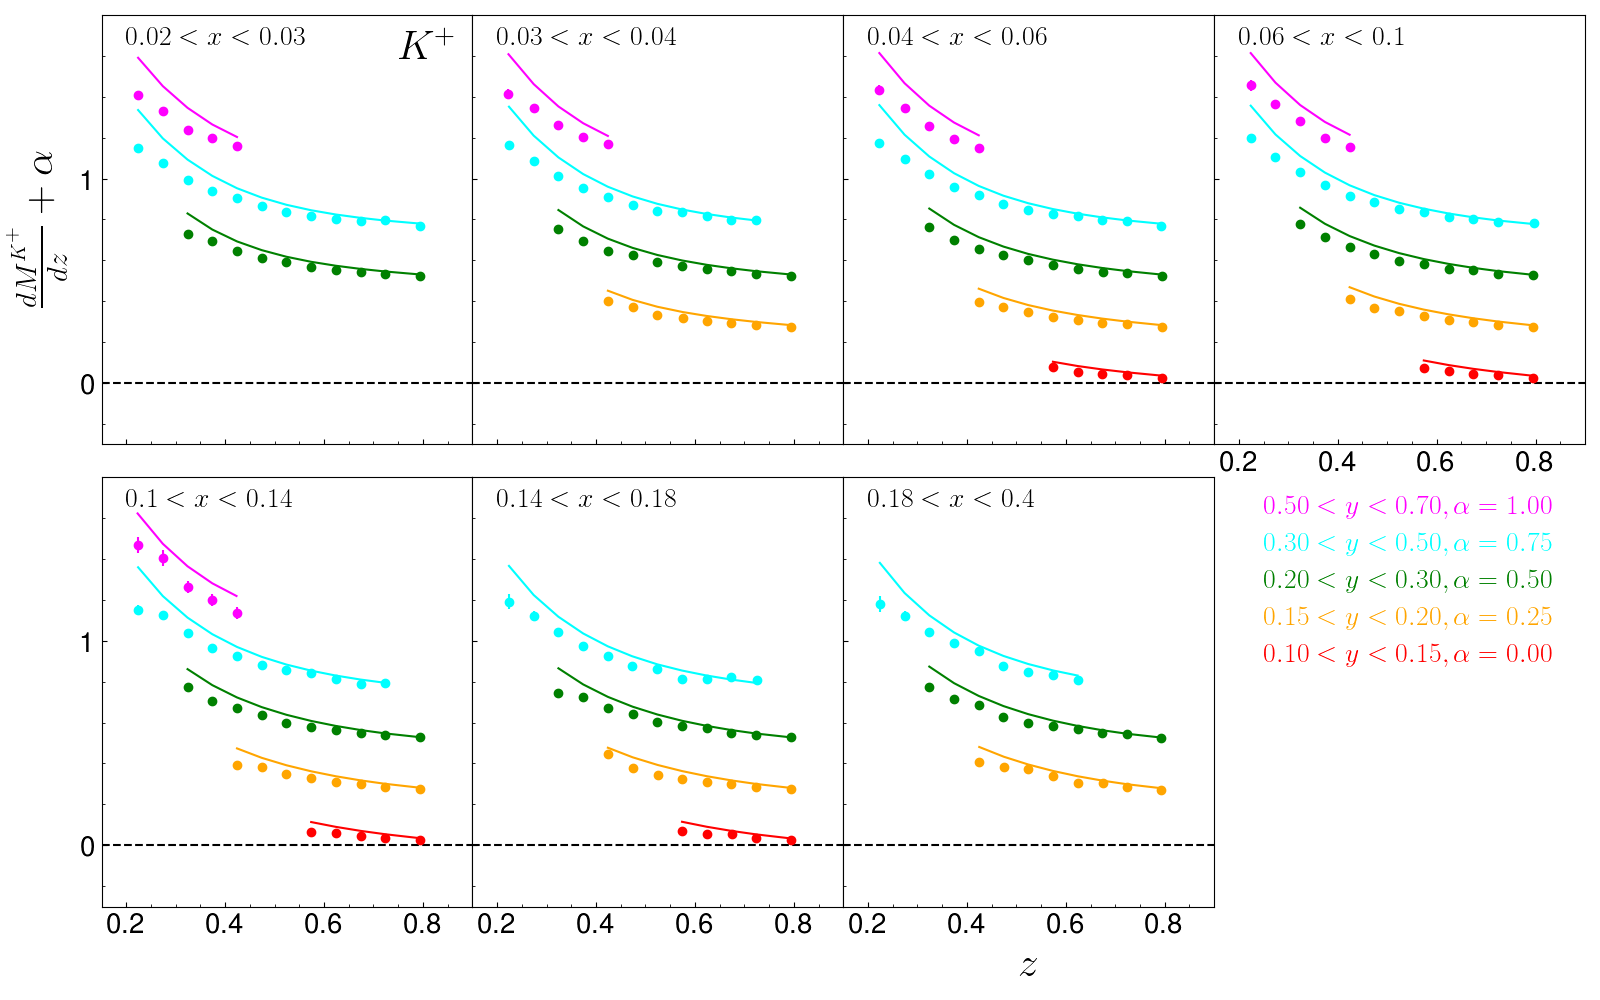 0.02 < x < 0.03
K⁺
0.03 < x < 0.04
0.04 < x < 0.06
0.06 < x < 0.1
dM^{K⁺}/dz + α
1
0
0.2 0.4 0.6 0.8
0.1 < x < 0.14
0.14 < x < 0.18
0.18 < x < 0.4
0.50 < y < 0.70, α = 1.00
0.30 < y < 0.50, α = 0.75
0.20 < y < 0.30, α = 0.50
0.15 < y < 0.20, α = 0.25
0.10 < y < 0.15, α = 0.00
1
0
0.2 0.4 0.6 0.8
0.2 0.4 0.6 0.8
0.2 0.4 0.6 0.8
z